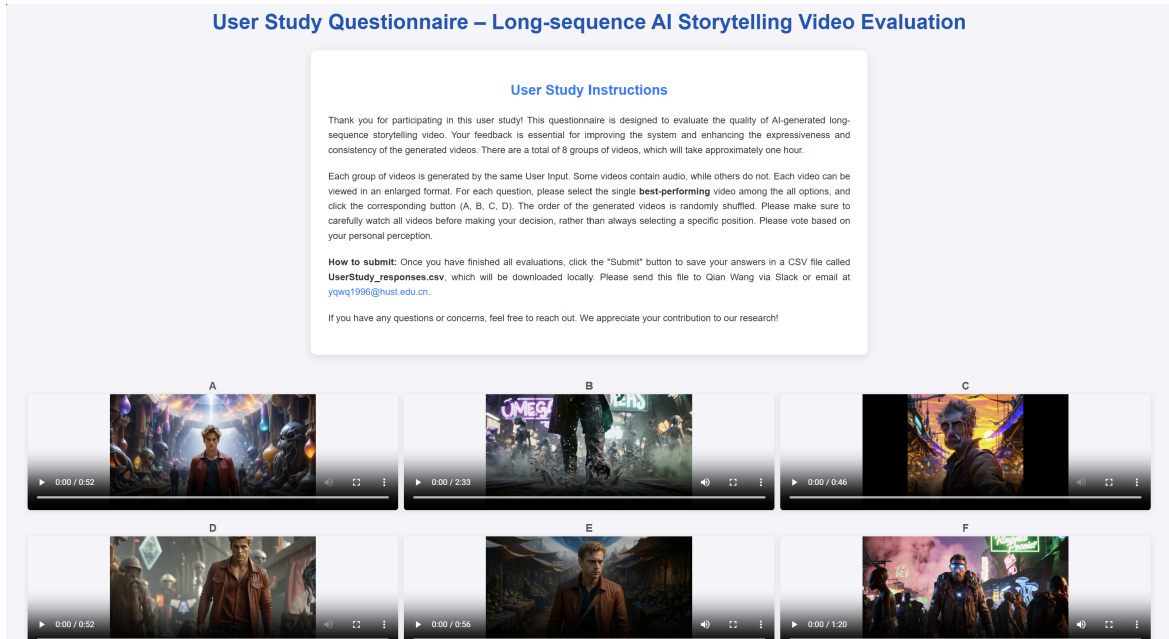 User Study Questionnaire – Long-sequence AI Storytelling Video Evaluation
User Study Instructions
Thank you for participating in this user study! This questionnaire is designed to evaluate the quality of AI-generated long-
sequence storytelling video. Your feedback is essential for improving the system and enhancing the expressiveness and
consistency of the generated videos. There are a total of 8 groups of videos, which will take approximately one hour.
Each group of videos is generated by the same User Input. Some videos contain audio, while others do not. Each video can be
viewed in an enlarged format. For each question, please select the single best-performing video among the all options, and
click the corresponding button (A, B, C, D). The order of the generated videos is randomly shuffled. Please make sure to
carefully watch all videos before making your decision, rather than always selecting a specific position. Please vote based on
your personal perception.
How to submit: Once you have finished all evaluations, click the "Submit" button to save your answers in a CSV file called
UserStudy_responses.csv, which will be downloaded locally. Please send this file to Qian Wang via Slack or email at
yqwq1996@hust.edu.cn.
If you have any questions or concerns, feel free to reach out. We appreciate your contribution to our research!
A
B
C
OMEGA
0:00 / 0:52
0:00 / 2:33
0:00 / 0:46
D
E
F
0:00 / 0:52
0:00 / 0:56
0:00 / 1:20